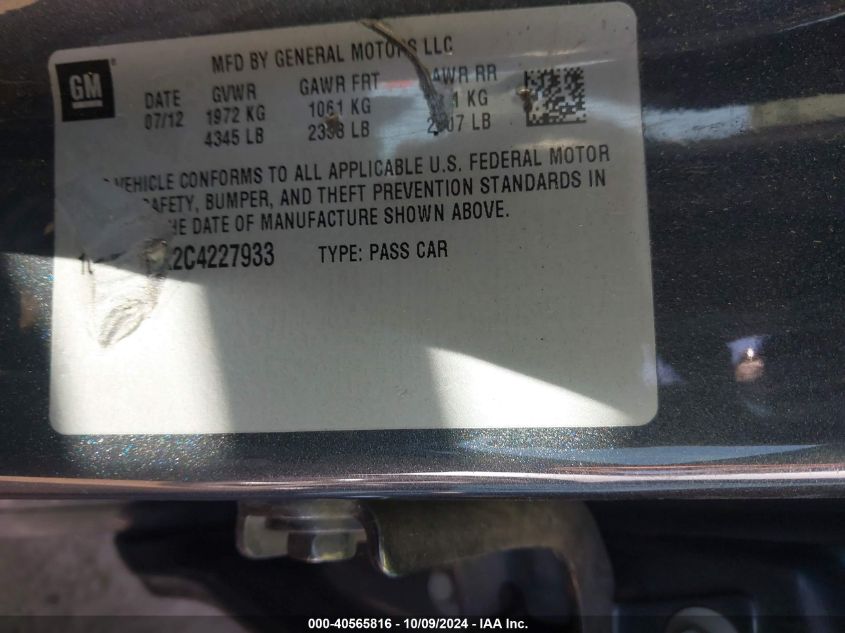 MFD BY GENERAL MOTORS LLC
GM
DATE GVWR GAWR FRT RR
07/12 1972 KG 1061 KG KG
4345 LB LB LB
VEHICLE CONFORMS TO ALL APPLICABLE U.S. FEDERAL MOTOR
SAFETY, BUMPER, AND THEFT PREVENTION STANDARDS IN
THE DATE OF MANUFACTURE SHOWN ABOVE.
2C4227933 TYPE: PASS CAR
000-40565816 - 10/09/2024 - IAA Inc.